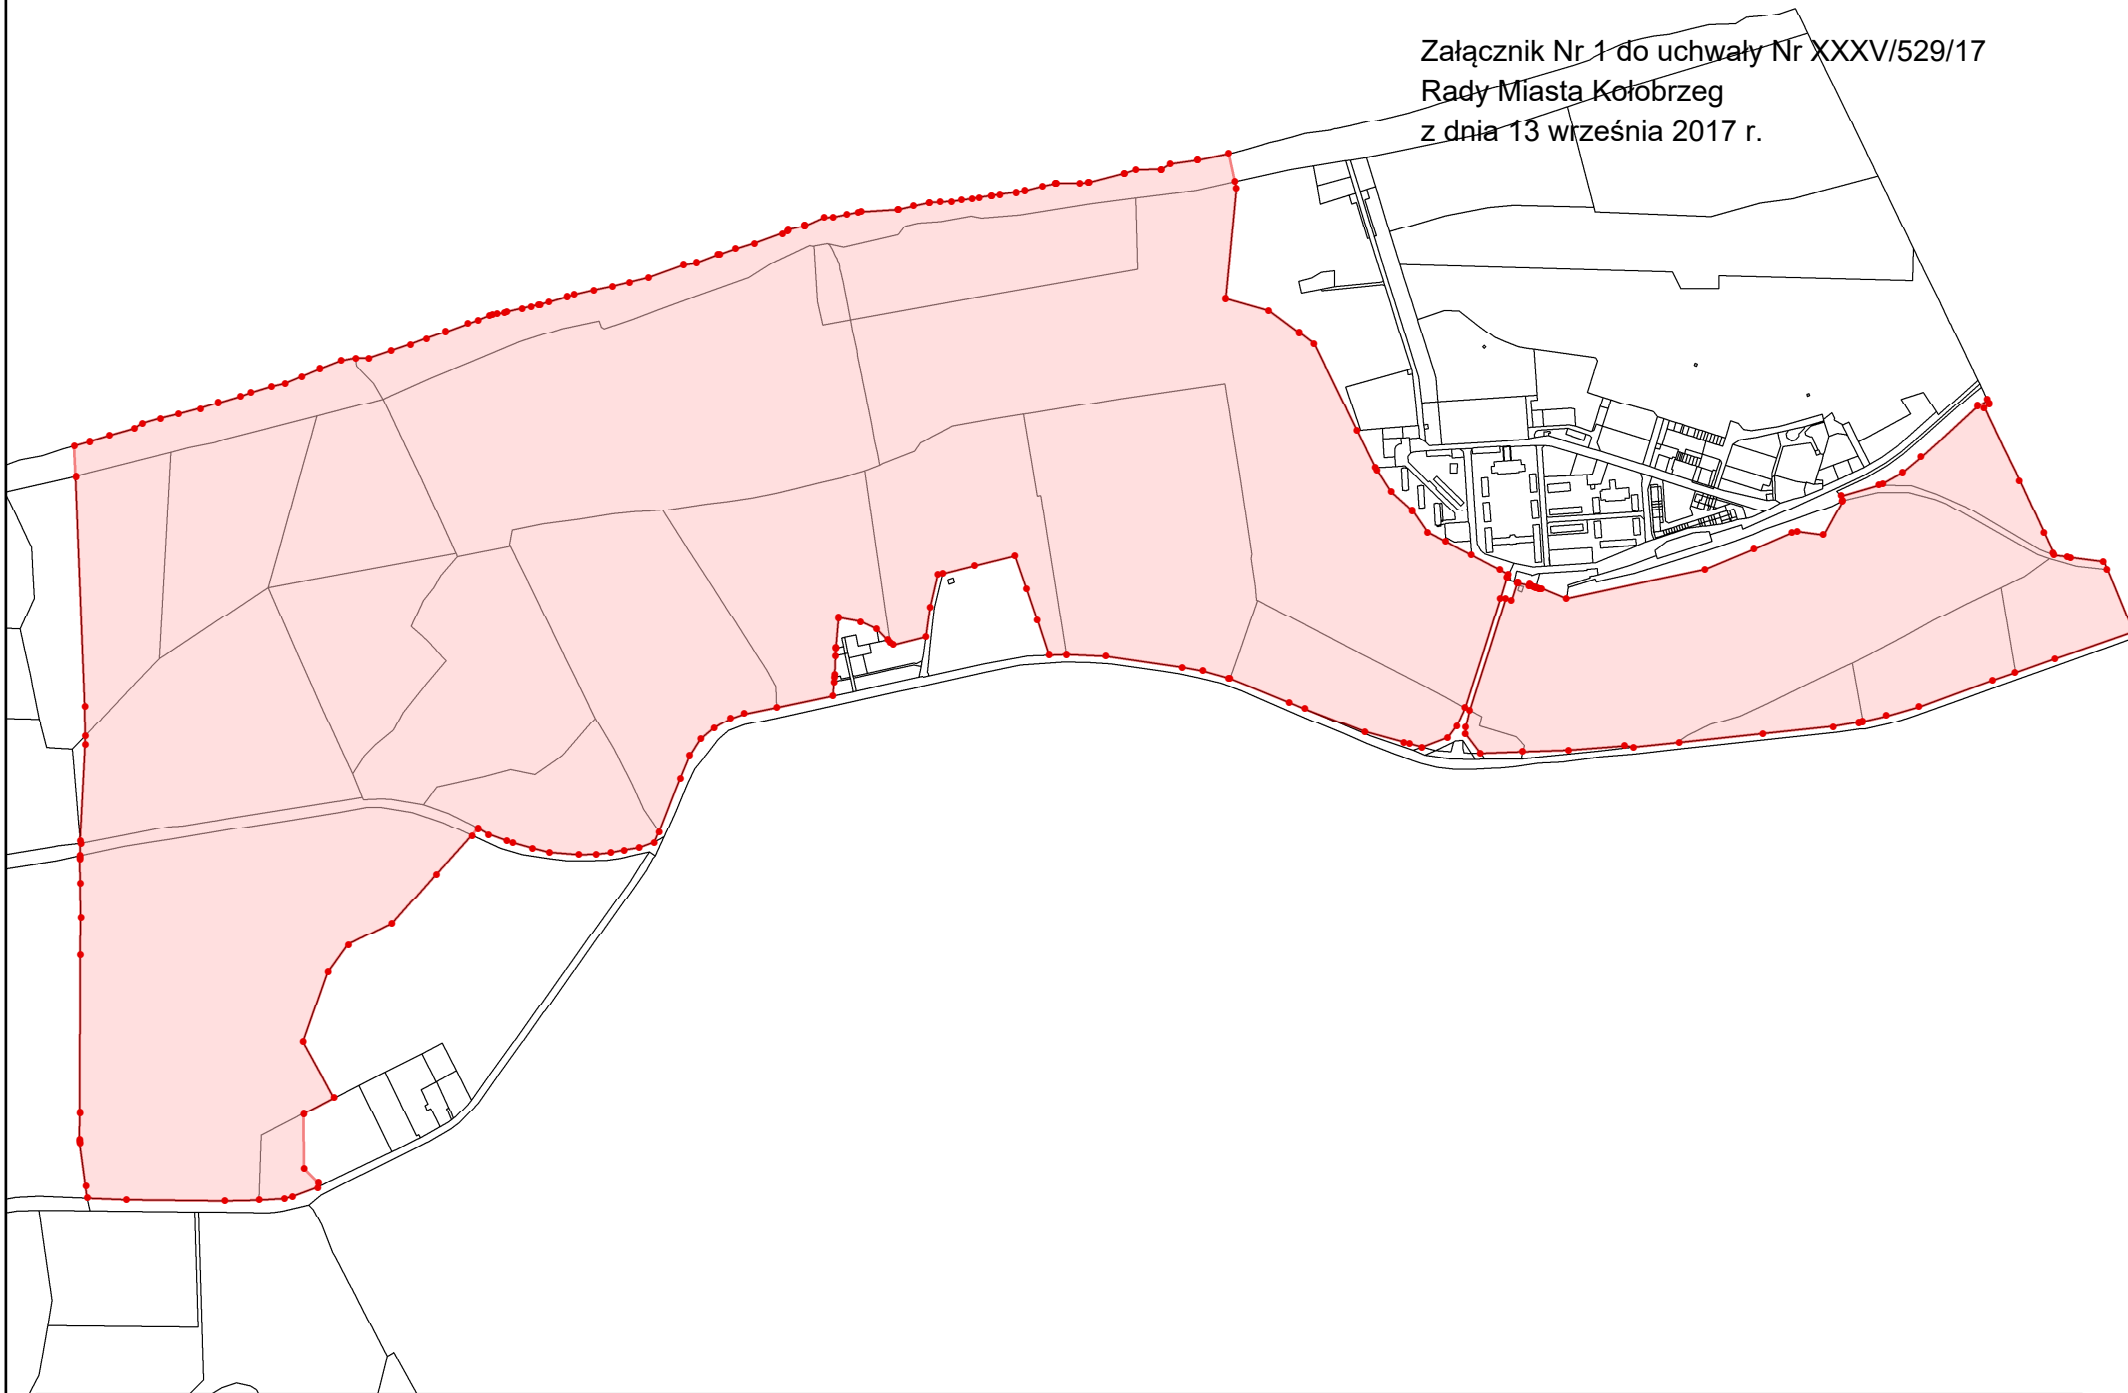 Załącznik Nr 1 do uchwały Nr XXXV/529/17
Rady Miasta Kołobrzeg
z dnia 13 września 2017 r.